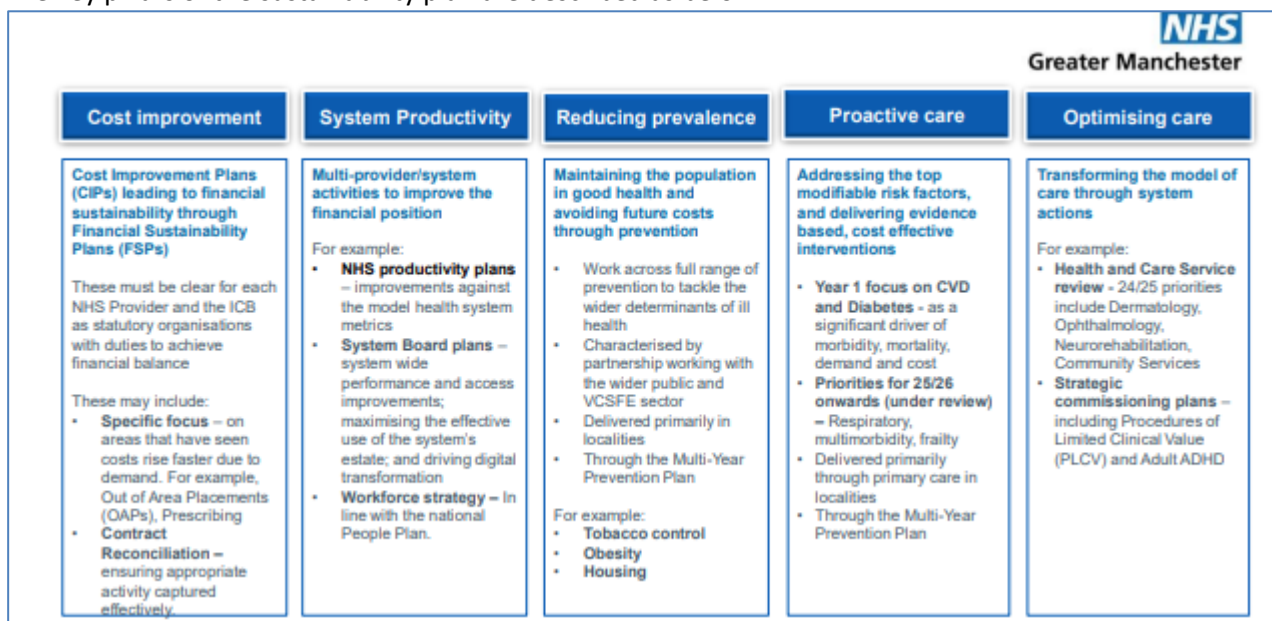 NHS
Greater Manchester
Cost improvement
Cost Improvement Plans
(CIPs) leading to financial
sustainability through
Financial Sustainability
Plans (FSPs)
These must be clear for each
NHS Provider and the ICB
as statutory organisations
with duties to achieve
financial balance
These may include:
• Specific focus – on
areas that have seen
costs rise faster due to
demand. For example,
Out of Area Placements
(OAPs), Prescribing
• Contract
Reconciliation –
ensuring appropriate
activity captured
effectively.
System Productivity
Multi-provider/system
activities to improve the
financial position
For example:
• NHS productivity plans
– improvements against
the model health system
metrics
• System Board plans –
system wide
performance and access
improvements;
maximising the effective
use of the system's
estate; and driving digital
transformation
• Workforce strategy – In
line with the national
People Plan.
Reducing prevalence
Maintaining the population
in good health and
avoiding future costs
through prevention
• Work across full range of
prevention to tackle the
wider determinants of ill
health
• Characterised by
partnership working with
the wider public and
VCSFE sector
• Delivered primarily in
localities
• Through the Multi-Year
Prevention Plan
For example:
• Tobacco control
• Obesity
• Housing
Proactive care
Addressing the top
modifiable risk factors,
and delivering evidence
based, cost effective
interventions
• Year 1 focus on CVD
and Diabetes - as a
significant driver of
morbidity, mortality,
demand and cost
• Priorities for 25/26
onwards (under review)
– Respiratory,
multimorbidity, frailty
• Delivered primarily
through primary care in
localities
• Through the Multi-Year
Prevention Plan
Optimising care
Transforming the model of
care through system
actions
For example:
• Health and Care Service
review - 24/25 priorities
include Dermatology,
Ophthalmology,
Neurorehabilitation,
Community Services
• Strategic
commissioning plans –
including Procedures of
Limited Clinical Value
(PLCV) and Adult ADHD